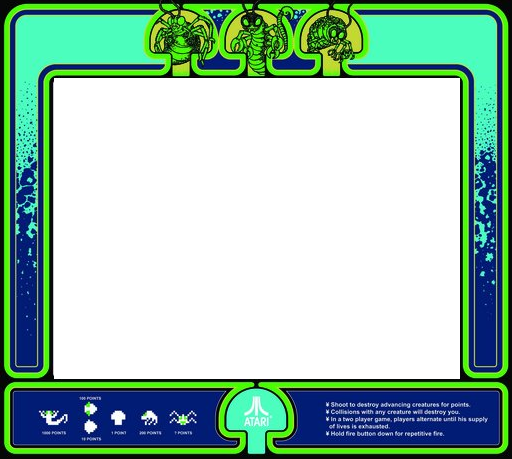 100 POINTS
1000 POINTS
10 POINTS
1 POINT
200 POINTS
? POINTS
ATARI
¥ Shoot to destroy advancing creatures for points.
¥ Collisions with any creature will destroy you.
¥ In a two player game, players alternate until his supply
of lives is exhausted.
¥ Hold fire button down for repetitive fire.